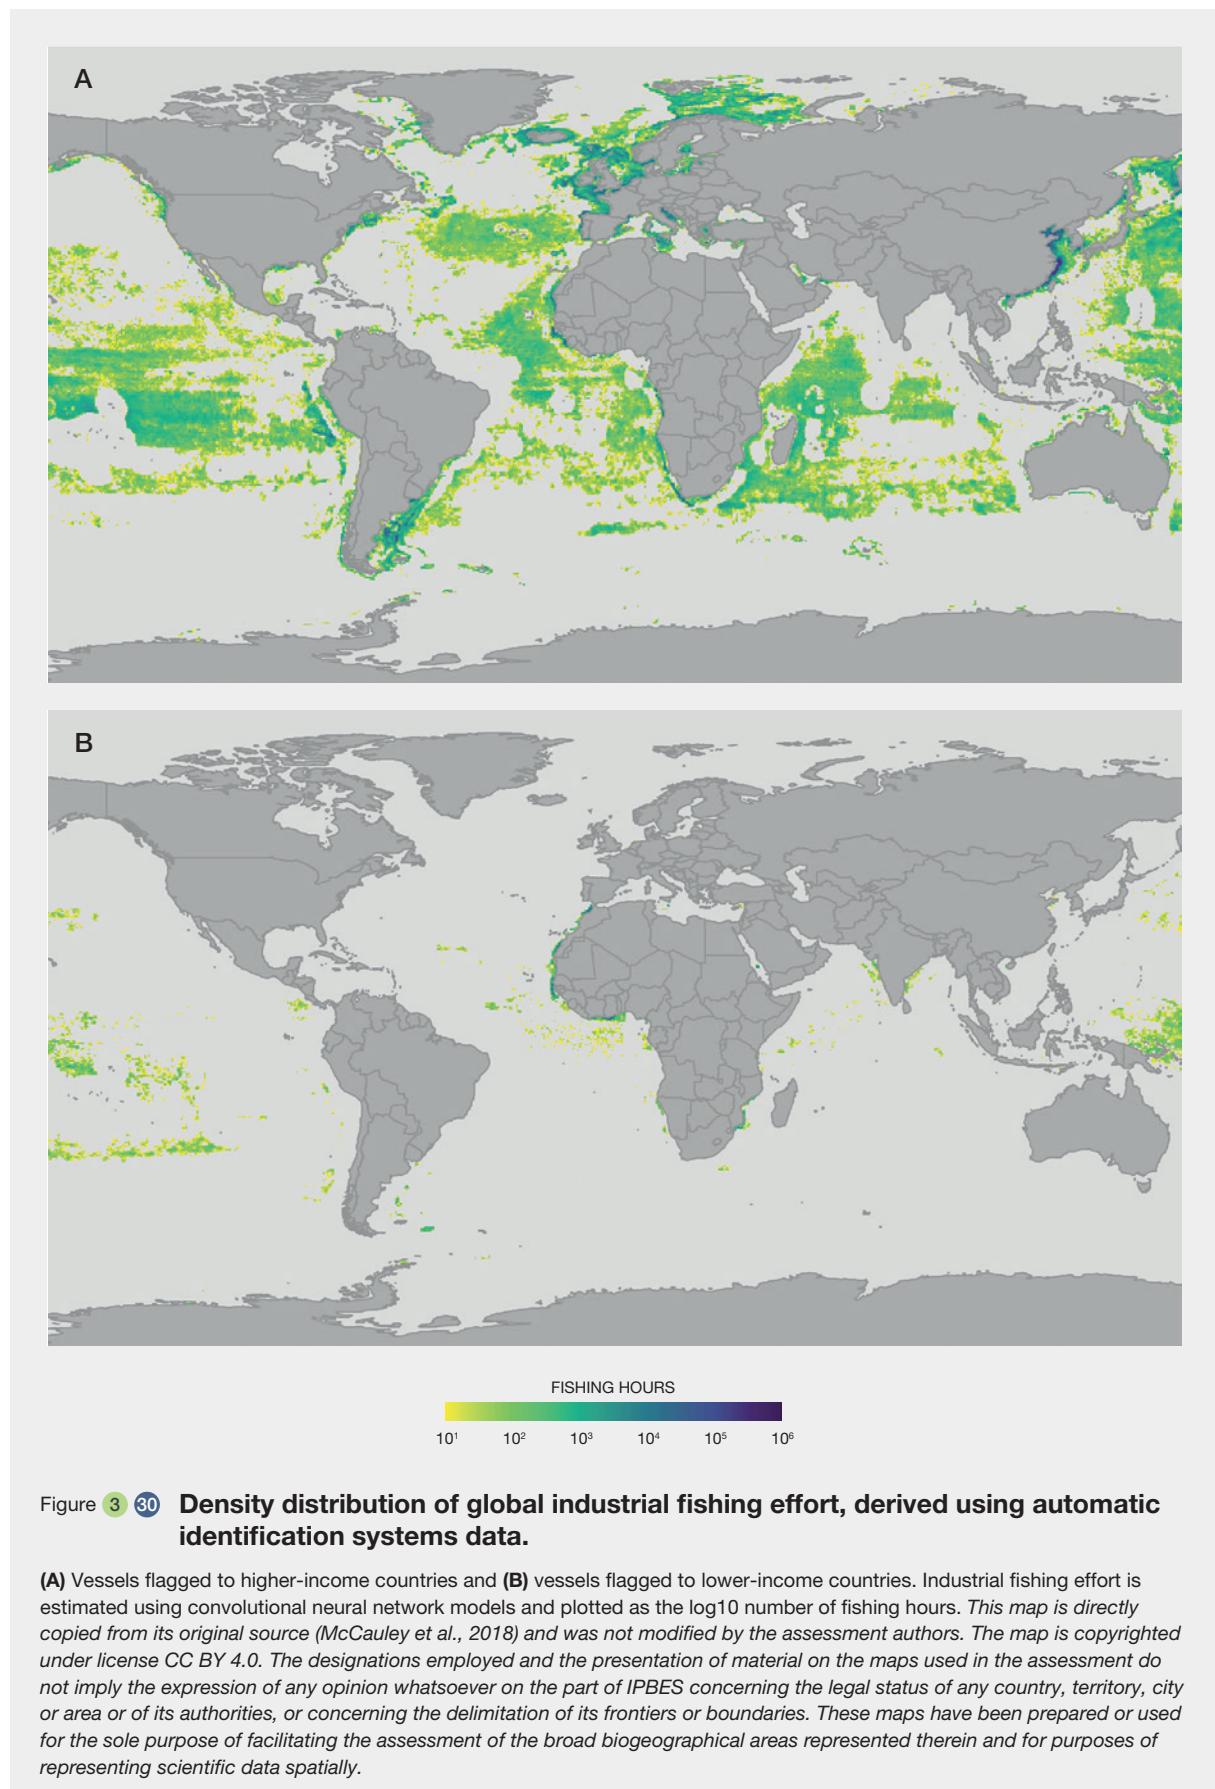 A
B
FISHING HOURS
10¹ 10² 10³ 10⁴ 10⁵ 10⁶
Figure 3 30 Density distribution of global industrial fishing effort, derived using automatic
identification systems data.
(A) Vessels flagged to higher-income countries and (B) vessels flagged to lower-income countries. Industrial fishing effort is
estimated using convolutional neural network models and plotted as the log10 number of fishing hours. This map is directly
copied from its original source (McCauley et al., 2018) and was not modified by the assessment authors. The map is copyrighted
under license CC BY 4.0. The designations employed and the presentation of material on the maps used in the assessment do
not imply the expression of any opinion whatsoever on the part of IPBES concerning the legal status of any country, territory, city
or area or of its authorities, or concerning the delimitation of its frontiers or boundaries. These maps have been prepared or used
for the sole purpose of facilitating the assessment of the broad biogeographical areas represented therein and for purposes of
representing scientific data spatially.